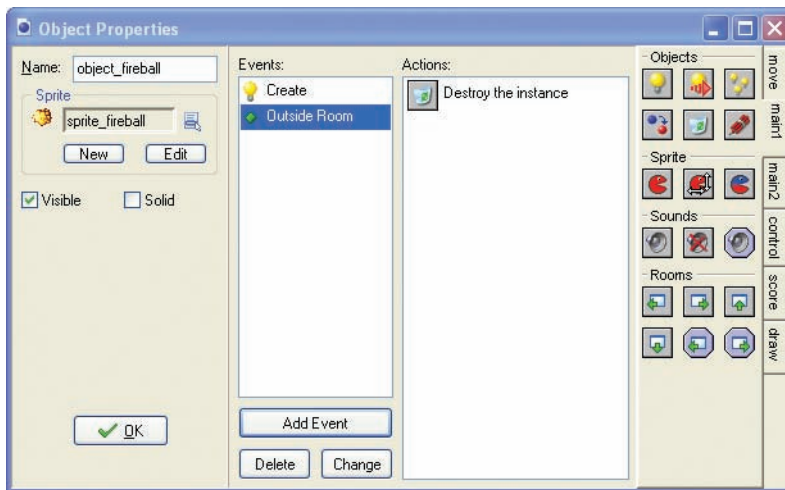 Object Properties
Name: object_fireball
Sprite
sprite_fireball
New Edit
Visible Solid
OK
Events:
Create
Outside Room
Add Event
Delete Change
Actions:
Destroy the instance
Objects
Sprite
Sounds
Rooms
move
main1
main2
control
score
draw